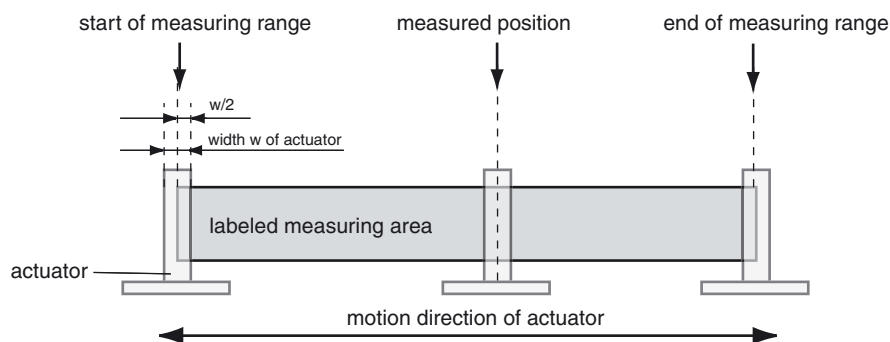 start of measuring range
measured position
end of measuring range
w/2
width w of actuator
labeled measuring area
actuator
motion direction of actuator